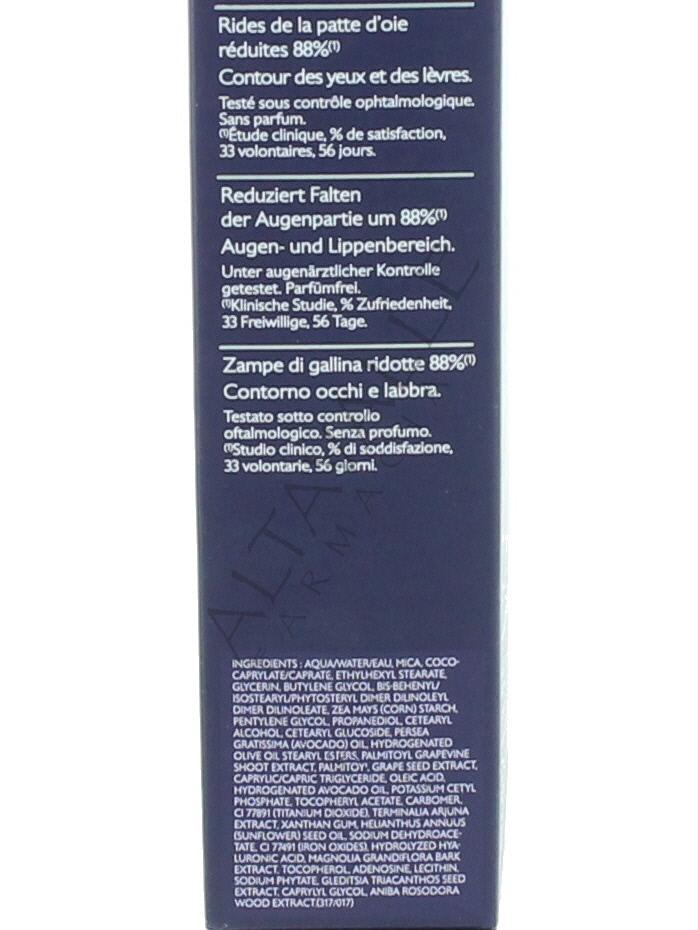 Rides de la patte d'oie
réduites 88%(1)
Contour des yeux et des lèvres.
Testé sous contrôle ophtalmologique.
Sans parfum.
(1)Étude clinique, % de satisfaction,
33 volontaires, 56 jours.
Reduziert Falten
der Augenpartie um 88%(1)
Augen- und Lippenbereich.
Unter augenärztlicher Kontrolle
getestet. Parfümfrei.
(1)Klinische Studie, % Zufriedenheit,
33 Freiwillige, 56 Tage.
Zampe di gallina ridotte 88%(1)
Contorno occhi e labbra.
Testato sotto controllo
oftalmologico. Senza profumo.
(1)Studio clinico, % di soddisfazione,
33 volontarie, 56 giorni.
INGREDIENTS : AQUA/WATER/EAU, MICA, COCO-
CAPRYLATE/CAPRATE, ETHYLHEXYL STEARATE,
GLYCERIN, BUTYLENE GLYCOL, BIS-BEHENYL/
ISOSTEARYL/PHYTOSTERYL DIMER DILINOLEYL
DIMER DILINOLEATE, ZEA MAYS (CORN) STARCH,
PENTYLENE GLYCOL, PROPANEDIOL, CETEARYL
ALCOHOL, CETEARYL GLUCOSIDE, PERSEA
GRATISSIMA (AVOCADO) OIL, HYDROGENATED
OLIVE OIL STEARYL ESTERS, PALMITOYL GRAPEVINE
SHOOT EXTRACT, PALMITOYL GRAPE SEED EXTRACT,
CAPRYLIC/CAPRIC TRIGLYCERIDE, OLEIC ACID,
HYDROGENATED AVOCADO OIL, POTASSIUM CETYL
PHOSPHATE, TOCOPHERYL ACETATE, CARBOMER,
CI 77891 (TITANIUM DIOXIDE), TERMINALIA ARJUNA
EXTRACT, XANTHAN GUM, HELIANTHUS ANNUUS
(SUNFLOWER) SEED OIL, SODIUM DEHYDROACE-
TATE, CI 77491 (IRON OXIDES), HYDROLYZED HYA-
LURONIC ACID, MAGNOLIA GRANDIFLORA BARK
EXTRACT, TOCOPHEROL, ADENOSINE, LECITHIN,
SODIUM PHYTATE, GLEDITSIA TRIACANTHOS SEED
EXTRACT, CAPRYLYL GLYCOL, ANIBA ROSODORA
WOOD EXTRACT.(317/017)